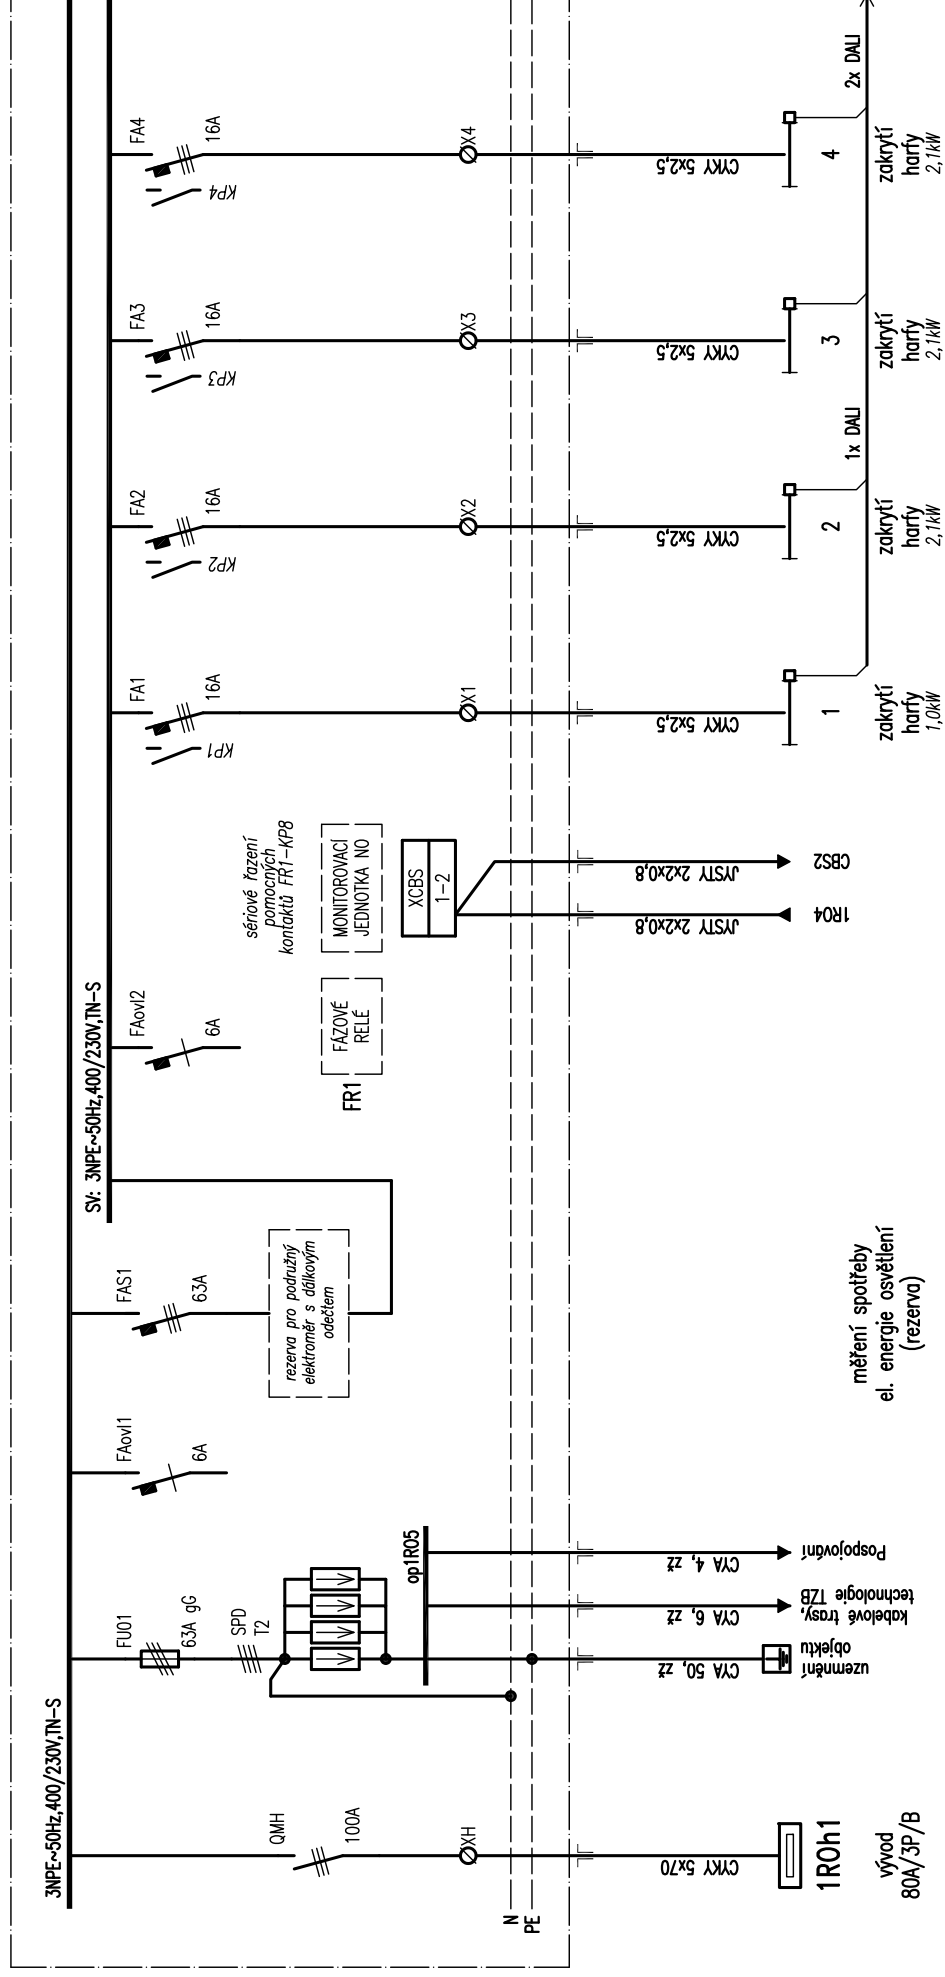 3NPE~50Hz,400/230V,TN-S
QMH
100A
XH
N
PE
CYKY 5x70
1ROh1
vývod
80A/3P/B
FU01
63A gG
SPD
T2
op1RO5
CYA 50, zž
uzemnění
objektu
CYA 6, zž
kabelové trasy,
technologie TZB
CYA 4, zž
Pospojování
FAovl1
6A
FAS1
63A
rezerva pro podružný
elektroměr s dálkovým
odečtem
měření spotřeby
el. energie osvětlení
(rezerva)
SV: 3NPE~50Hz,400/230V,TN-S
FAovl2
6A
FR1
FÁZOVÉ
RELÉ
sériové řazení
pomocných
kontaktů FR1-KP8
MONITOROVACÍ
JEDNOTKA NO
XCBS
1-2
JYSTY 2x2x0,8
1RO4
JYSTY 2x2x0,8
CBS2
FA1
16A
KP1
X1
CYKY 5x2,5
1
zakrytí
harfy
1,0kW
FA2
16A
KP2
X2
CYKY 5x2,5
2
zakrytí
harfy
2,1kW
1x DALI
FA3
16A
KP3
X3
CYKY 5x2,5
3
zakrytí
harfy
2,1kW
FA4
16A
KP4
X4
CYKY 5x2,5
4
zakrytí
harfy
2,1kW
2x DALI